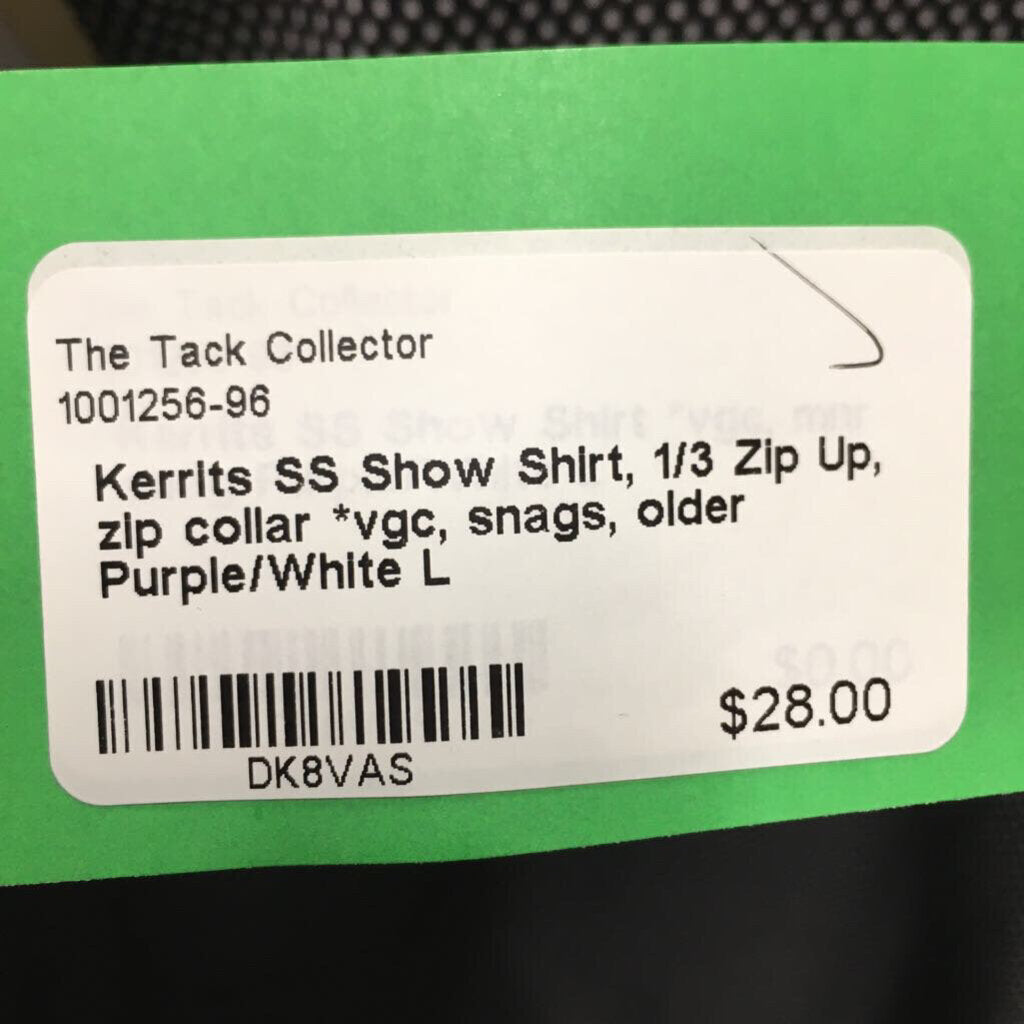 The Tack Collector
1001256-96
Kerrits SS Show Shirt, 1/3 Zip Up,
zip collar *vgc, snags, older
Purple/White L
$28.00
DK8VAS